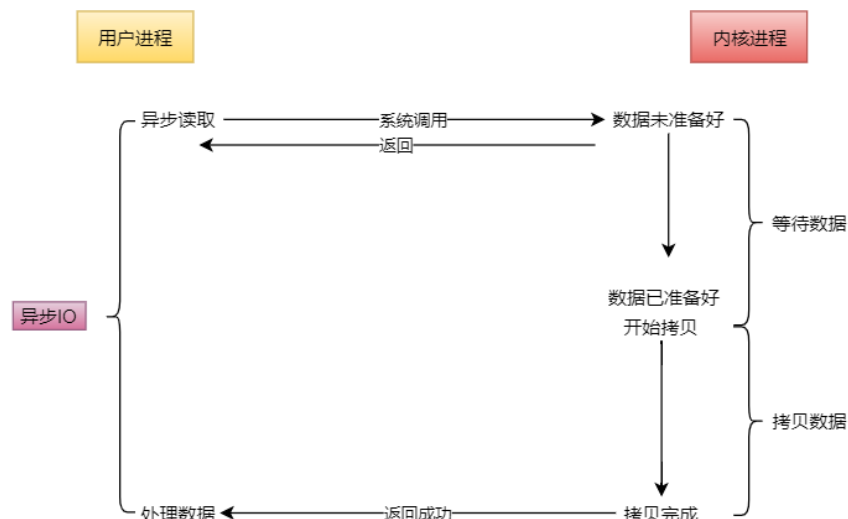 用户进程
内核进程
异步读取
系统调用
数据未准备好
返回
等待数据
数据已准备好
异步IO
开始拷贝
拷贝数据
处理数据
返回成功
拷贝完成